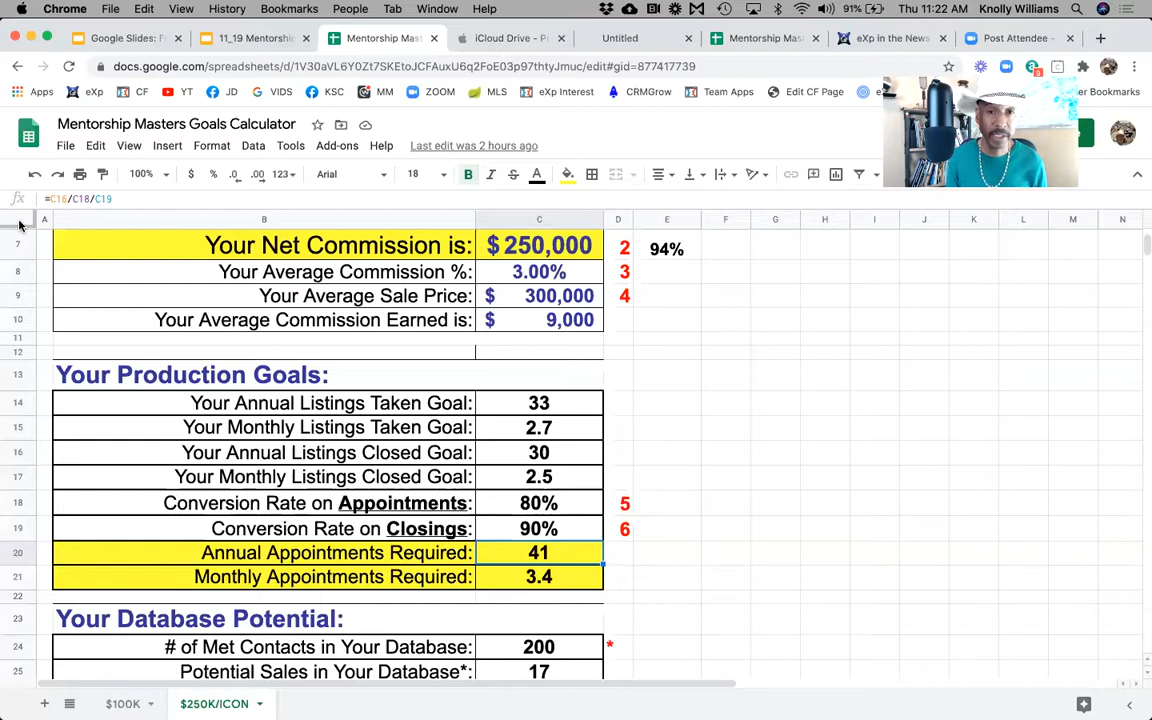 Chrome File Edit View History Bookmarks People Tab Window Help 91% Thu 11:22 AM Knolly Williams
Google Slides: F 11_19 Mentorshi Mentorship Mas iCloud Drive - P Untitled Mentorship Mas eXp in the News Post Attendee -
docs.google.com/spreadsheets/d/1V30aVL6Y0Zt7SKEtoJCFAuxU6q2FoE03p97thtyJmuc/edit#gid=877417739
Apps eXp CF YT JD VIDS KSC MM ZOOM MLS eXp Interest CRMGrow Team Apps Edit CF Page er Bookmarks
Mentorship Masters Goals Calculator
File Edit View Insert Format Data Tools Add-ons Help Last edit was 2 hours ago
100% $ % .0 .00 123 Arial 18 B I S A
fx =C16/C18/C19
A B C D E F G H I J K L M N
7 Your Net Commission is: $ 250,000 2 94%
8 Your Average Commission %: 3.00% 3
9 Your Average Sale Price: $ 300,000 4
10 Your Average Commission Earned is: $ 9,000
11
12
13 Your Production Goals:
14 Your Annual Listings Taken Goal: 33
15 Your Monthly Listings Taken Goal: 2.7
16 Your Annual Listings Closed Goal: 30
17 Your Monthly Listings Closed Goal: 2.5
18 Conversion Rate on Appointments: 80% 5
19 Conversion Rate on Closings: 90% 6
20 Annual Appointments Required: 41
21 Monthly Appointments Required: 3.4
22
23 Your Database Potential:
24 # of Met Contacts in Your Database: 200 *
25 Potential Sales in Your Database*: 17
$100K $250K/ICON